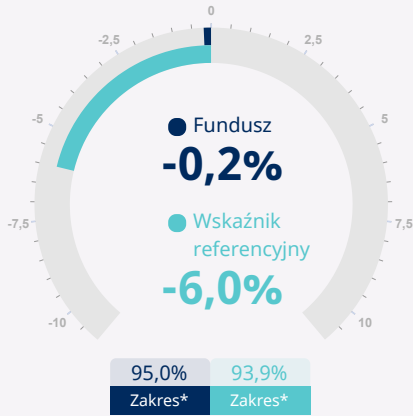 0
-2,5
2,5
-5
5
-7,5
7,5
-10
10
Fundusz
-0,2%
Wskaźnik
referencyjny
-6,0%
95,0%
93,9%
Zakres*
Zakres*